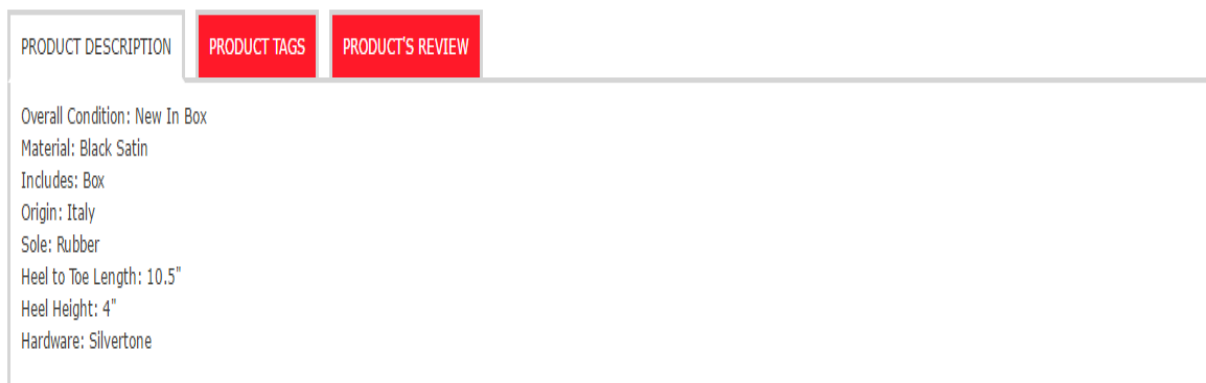 PRODUCT DESCRIPTION PRODUCT TAGS PRODUCT'S REVIEW
Overall Condition: New In Box
Material: Black Satin
Includes: Box
Origin: Italy
Sole: Rubber
Heel to Toe Length: 10.5"
Heel Height: 4"
Hardware: Silvertone